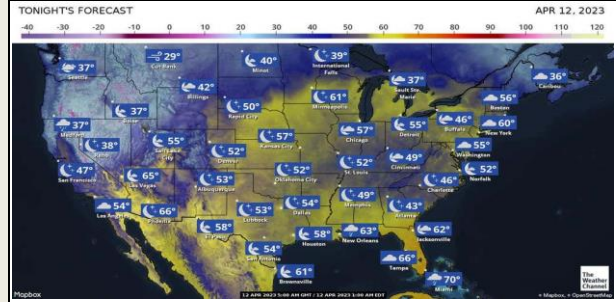 TONIGHT'S FORECAST
APR 12, 2023
-40 -30 -20 -10 0 10 20 30 40 50 60 70 80 90 100 110 120
37° Seattle
29° Cut Bank
40° Minot
39° International Falls
36° Caribou
42° Billings
37° Sault Ste. Marie
50° Rapid City
61° Minneapolis
56° Boston
37° Boise
46° Buffalo
60° New York
37° Medford
38° Reno
55° Salt Lake City
57° Kansas City
57° Chicago
55° Detroit
55° Washington
47° San Francisco
52° Denver
52° St. Louis
49° Cincinnati
52° Norfolk
65° Las Vegas
53° Albuquerque
52° Oklahoma City
49° Memphis
46° Charlotte
54° Los Angeles
66° Phoenix
53° Lubbock
54° Dallas
43° Atlanta
58° El Paso
58° Houston
63° New Orleans
62° Jacksonville
54° San Antonio
66° Tampa
61° Brownsville
70° Miami
The Weather Channel
Mapbox
12 APR 2023 5:00 AM GMT / 12 APR 2023 1:00 AM EDT
© Mapbox, © OpenStreetMap